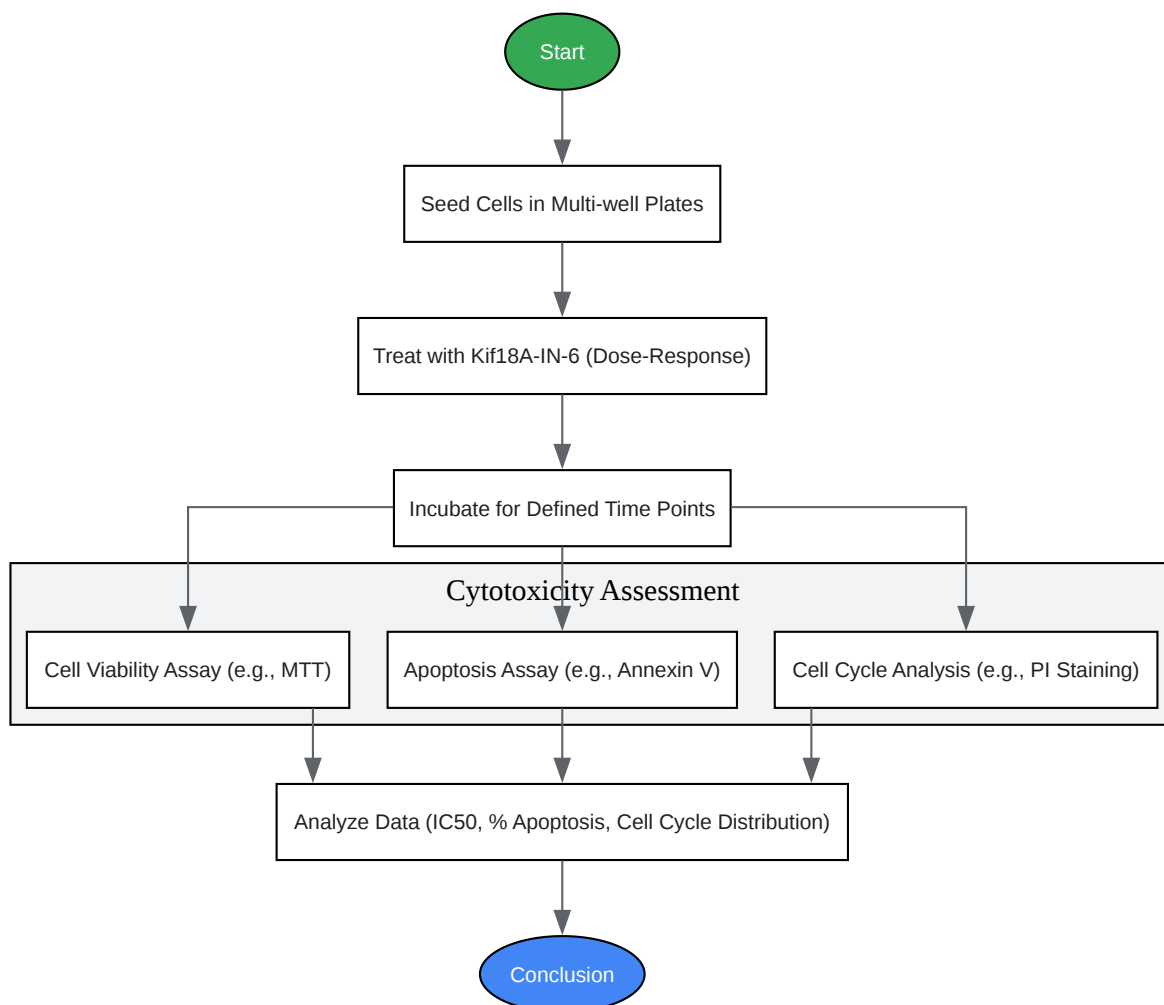 Start
Seed Cells in Multi-well Plates
Treat with Kif18A-IN-6 (Dose-Response)
Incubate for Defined Time Points
Cytotoxicity Assessment
Cell Viability Assay (e.g., MTT)
Apoptosis Assay (e.g., Annexin V)
Cell Cycle Analysis (e.g., PI Staining)
Analyze Data (IC50, % Apoptosis, Cell Cycle Distribution)
Conclusion